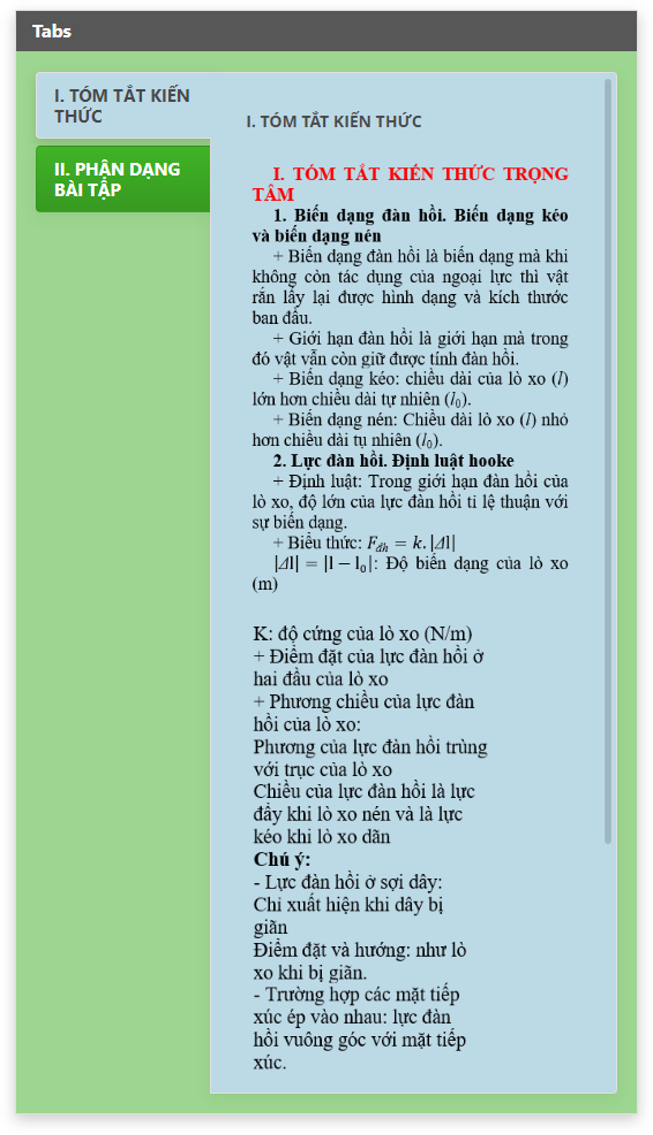 Tabs
I. TÓM TẮT KIẾN
THỨC
II. PHẬN DẠNG
BÀI TẬP
I. TÓM TẮT KIẾN THỨC
I. TÓM TẮT KIẾN THỨC TRỌNG
TÂM
1. Biến dạng đàn hồi. Biến dạng kéo
và biến dạng nén
+ Biến dạng đàn hồi là biến dạng mà khi
không còn tác dụng của ngoại lực thì vật
rắn lấy lại được hình dạng và kích thước
ban đầu.
+ Giới hạn đàn hồi là giới hạn mà trong
đó vật vẫn còn giữ được tính đàn hồi.
+ Biến dạng kéo: chiều dài của lò xo (l)
lớn hơn chiều dài tự nhiên (l₀).
+ Biến dạng nén: Chiều dài lò xo (l) nhỏ
hơn chiều dài tụ nhiên (l₀).
2. Lực đàn hồi. Định luật hooke
+ Định luật: Trong giới hạn đàn hồi của
lò xo, độ lớn của lực đàn hồi tỉ lệ thuận với
sự biến dạng.
+ Biểu thức: Fđh = k.|Δl|
|Δl| = |l − l₀|: Độ biến dạng của lò xo
(m)
K: độ cứng của lò xo (N/m)
+ Điểm đặt của lực đàn hồi ở
hai đầu của lò xo
+ Phương chiều của lực đàn
hồi của lò xo:
Phương của lực đàn hồi trùng
với trục của lò xo
Chiều của lực đàn hồi là lực
đẩy khi lò xo nén và là lực
kéo khi lò xo dãn
Chú ý:
- Lực đàn hồi ở sợi dây:
Chỉ xuất hiện khi dây bị
giãn
Điểm đặt và hướng: như lò
xo khi bị giãn.
- Trường hợp các mặt tiếp
xúc ép vào nhau: lực đàn
hồi vuông góc với mặt tiếp
xúc.